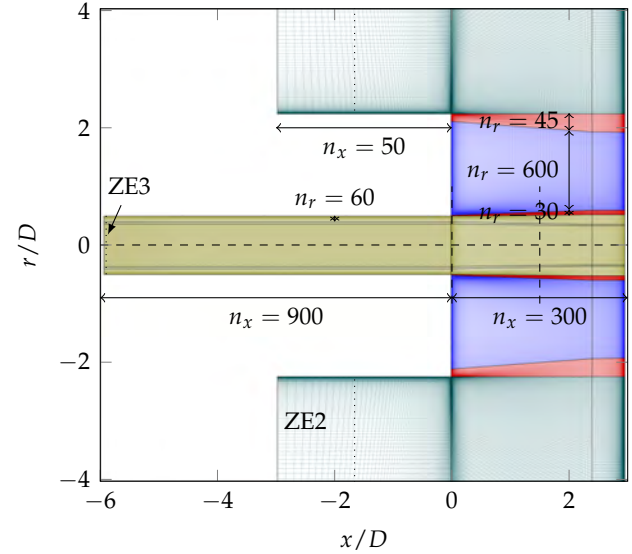 4
n_r = 45
2
n_x = 50
n_r = 600
ZE3
n_r = 60
n_r = 30
r/D
0
n_x = 900
n_x = 300
−2
ZE2
−4
−6
−4
−2
0
2
x/D